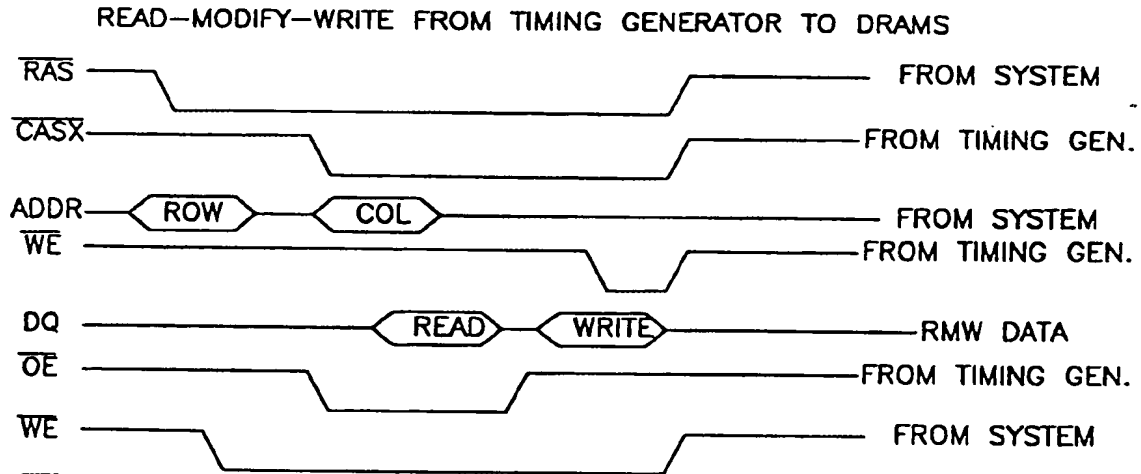 READ-MODIFY-WRITE FROM TIMING GENERATOR TO DRAMS
RAS FROM SYSTEM
CASX FROM TIMING GEN.
ADDR ROW COL FROM SYSTEM
WE FROM TIMING GEN.
DQ READ WRITE RMW DATA
OE FROM TIMING GEN.
WE FROM SYSTEM